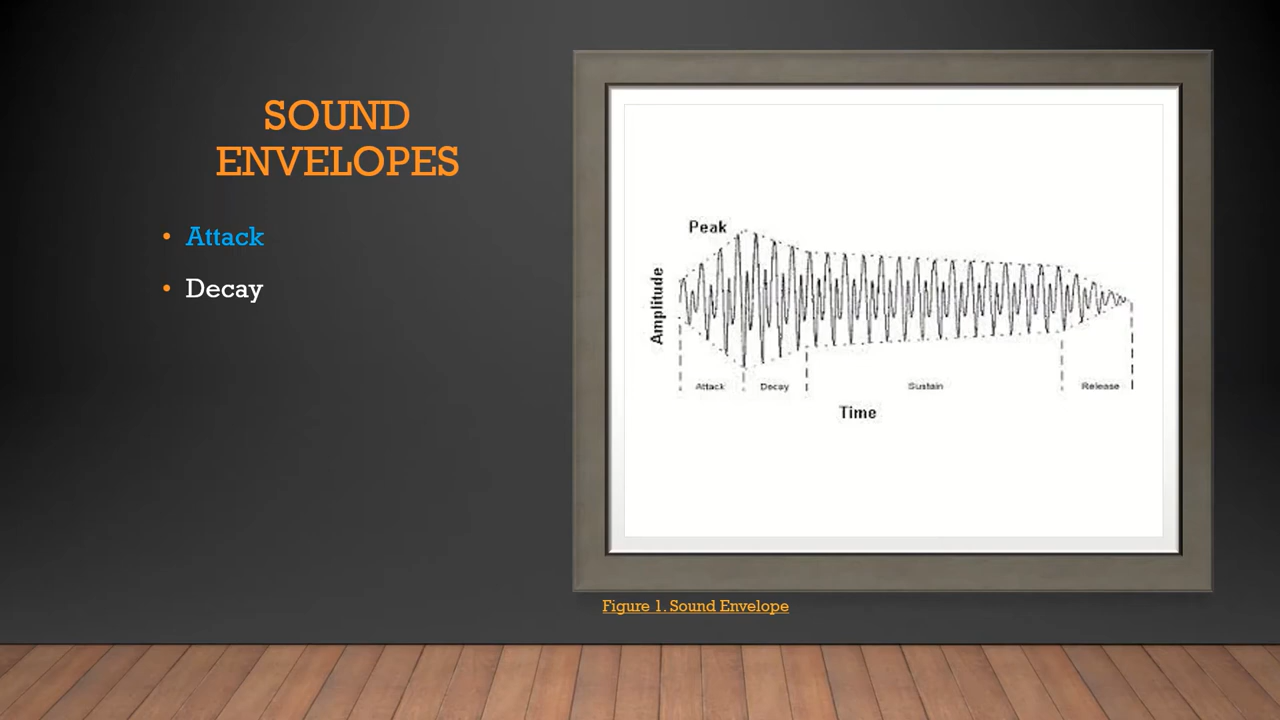 SOUND
ENVELOPES
• Attack
• Decay
Peak
Amplitude
Attack Decay Sustain Release
Time
Figure 1. Sound Envelope